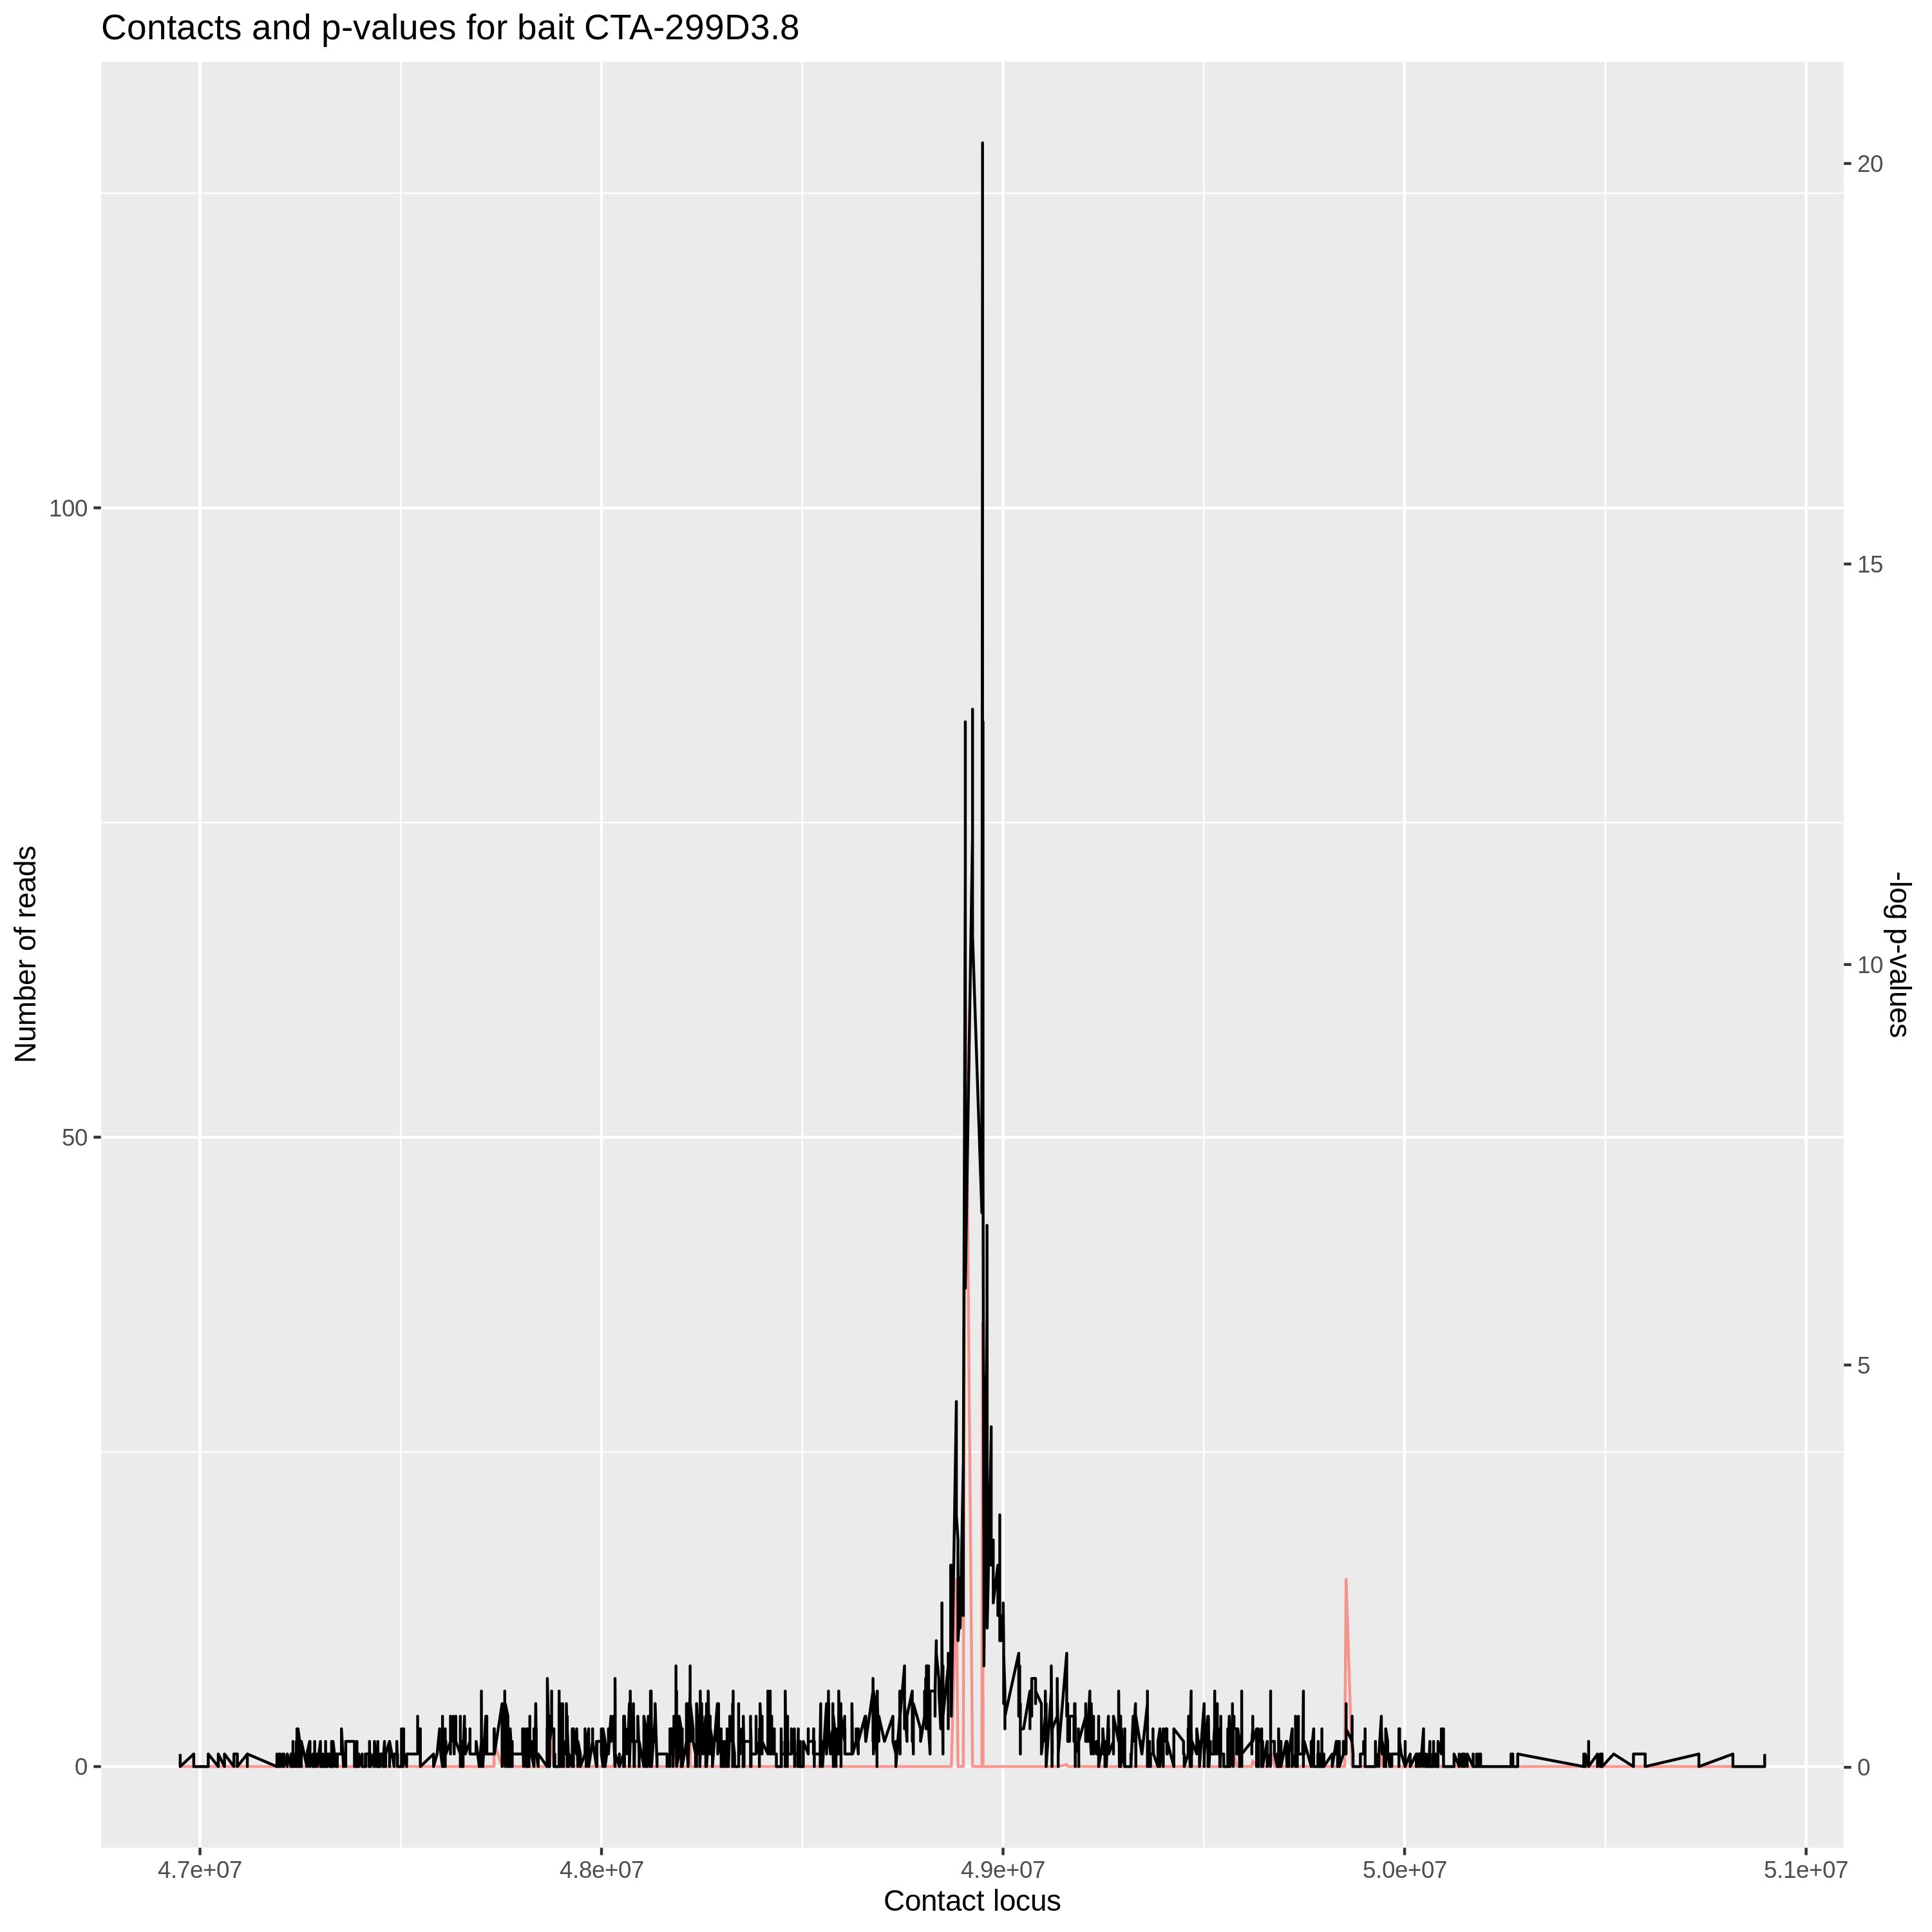 Contacts and p-values for bait CTA-299D3.8
Number of reads
100
50
0
20
15
10
5
0
-log p-values
4.7e+07
4.8e+07
4.9e+07
5.0e+07
5.1e+07
Contact locus